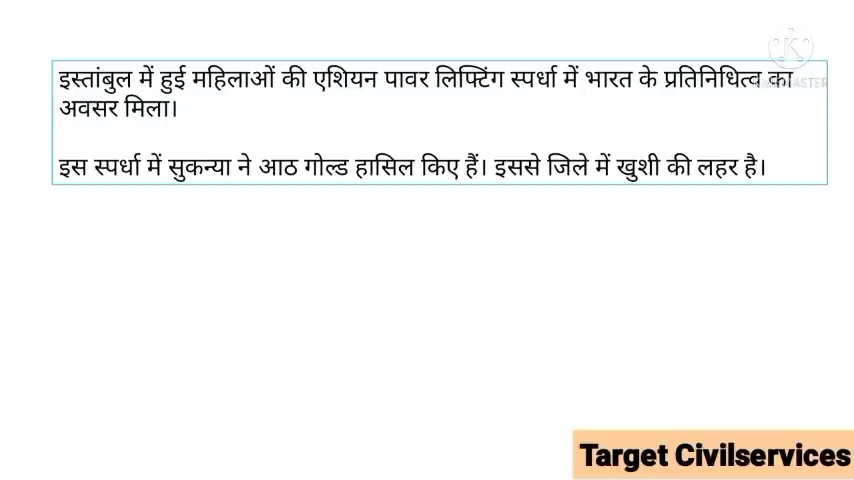 इस्तांबुल में हुई महिलाओं की एशियन पावर लिफ्टिंग स्पर्धा में भारत के प्रतिनिधित्व का
अवसर मिला।
इस स्पर्धा में सुकन्या ने आठ गोल्ड हासिल किए हैं। इससे जिले में खुशी की लहर है।
Target Civilservices